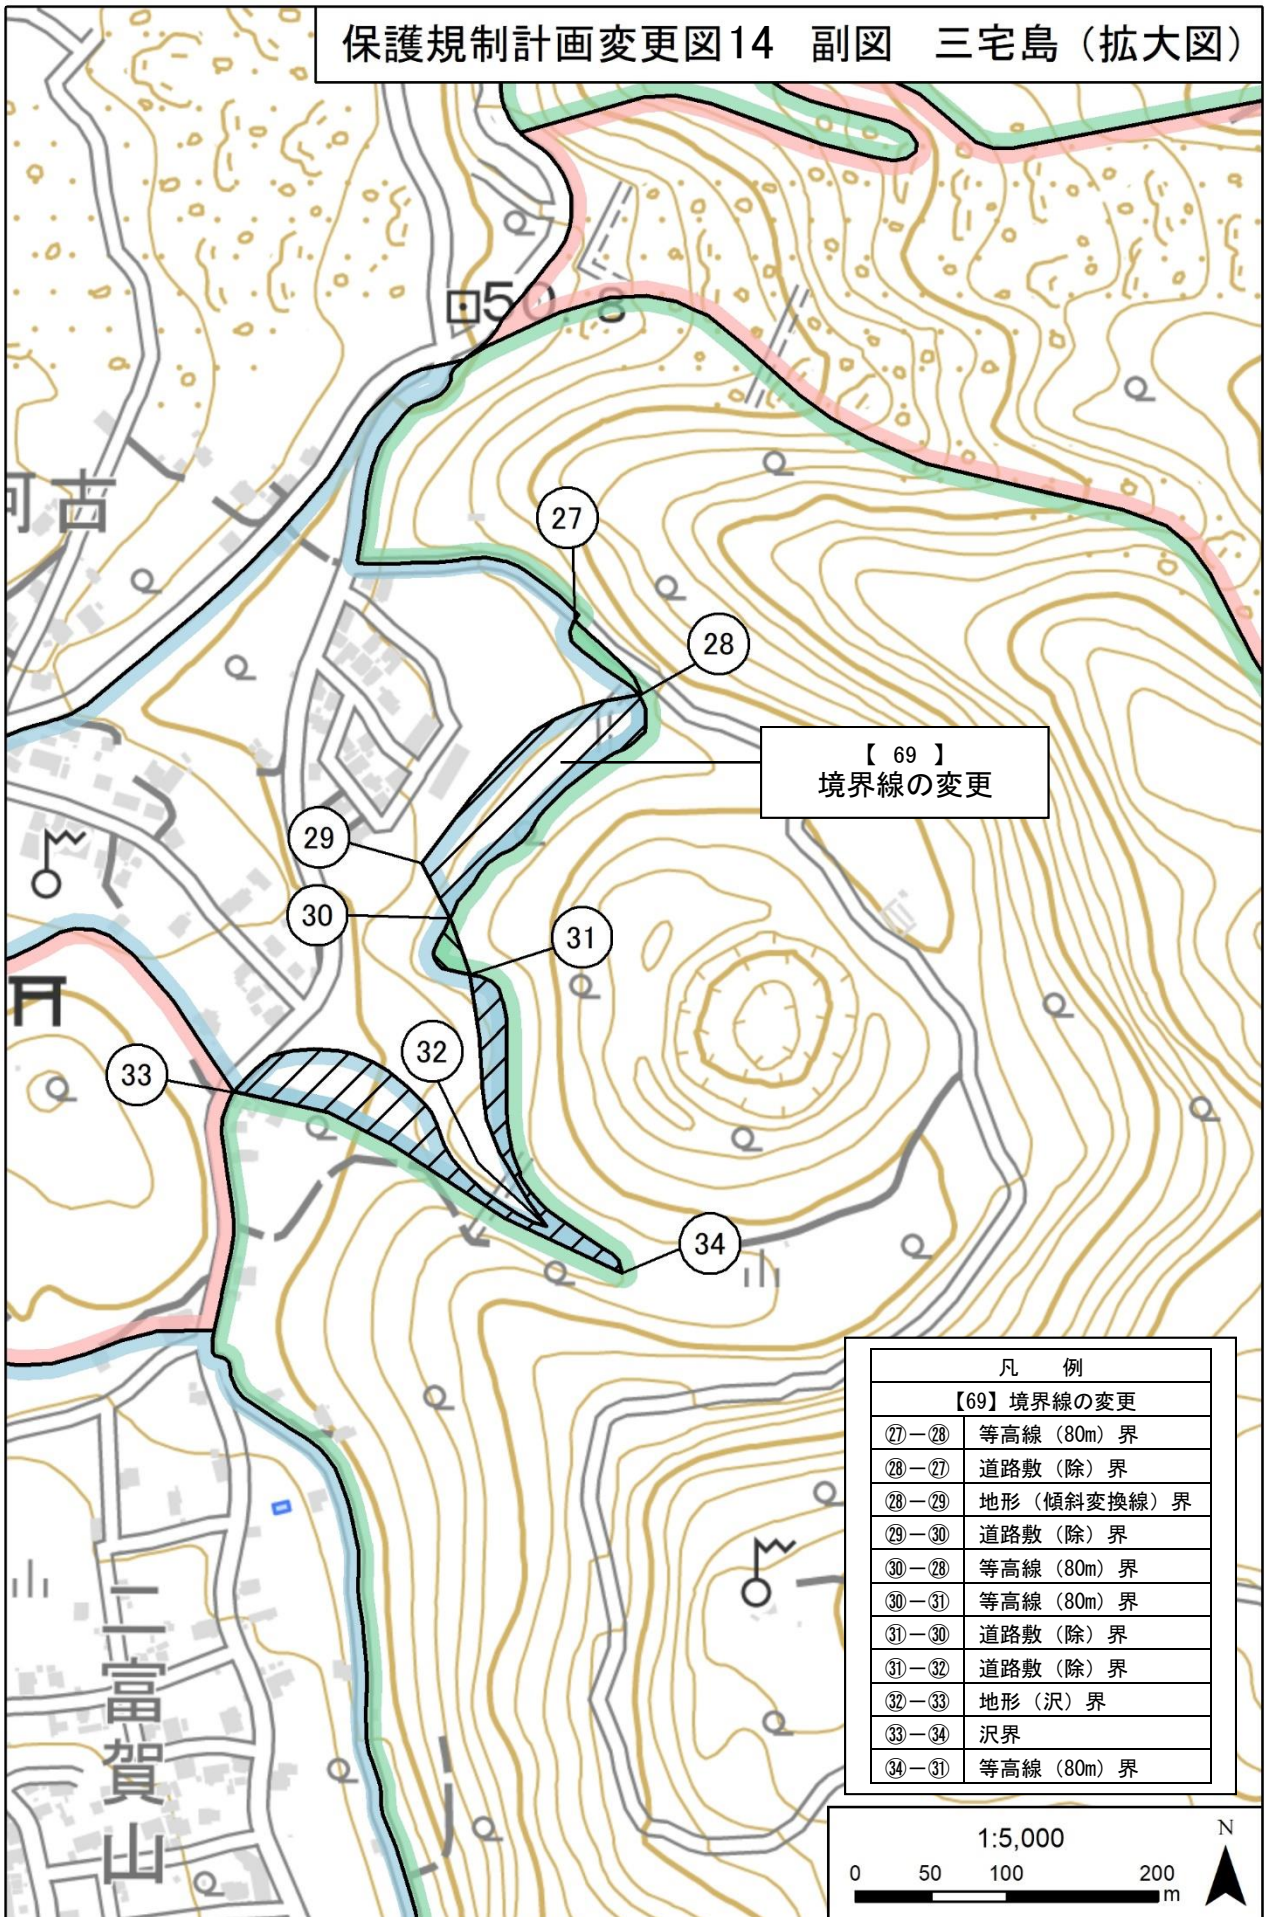 保護規制計画変更図14　副図　三宅島（拡大図）
50.8
阿古
27
28
【 69 】
境界線の変更
29
30
31
32
33
34
二富賀山
凡　例
【69】境界線の変更
㉗－㉘ 等高線（80m）界
㉘－㉗ 道路敷（除）界
㉘－㉙ 地形（傾斜変換線）界
㉙－㉚ 道路敷（除）界
㉚－㉘ 等高線（80m）界
㉚－㉛ 等高線（80m）界
㉛－㉚ 道路敷（除）界
㉛－㉜ 道路敷（除）界
㉜－㉝ 地形（沢）界
㉝－㉞ 沢界
㉞－㉛ 等高線（80m）界
1:5,000
N
0 50 100 200
m